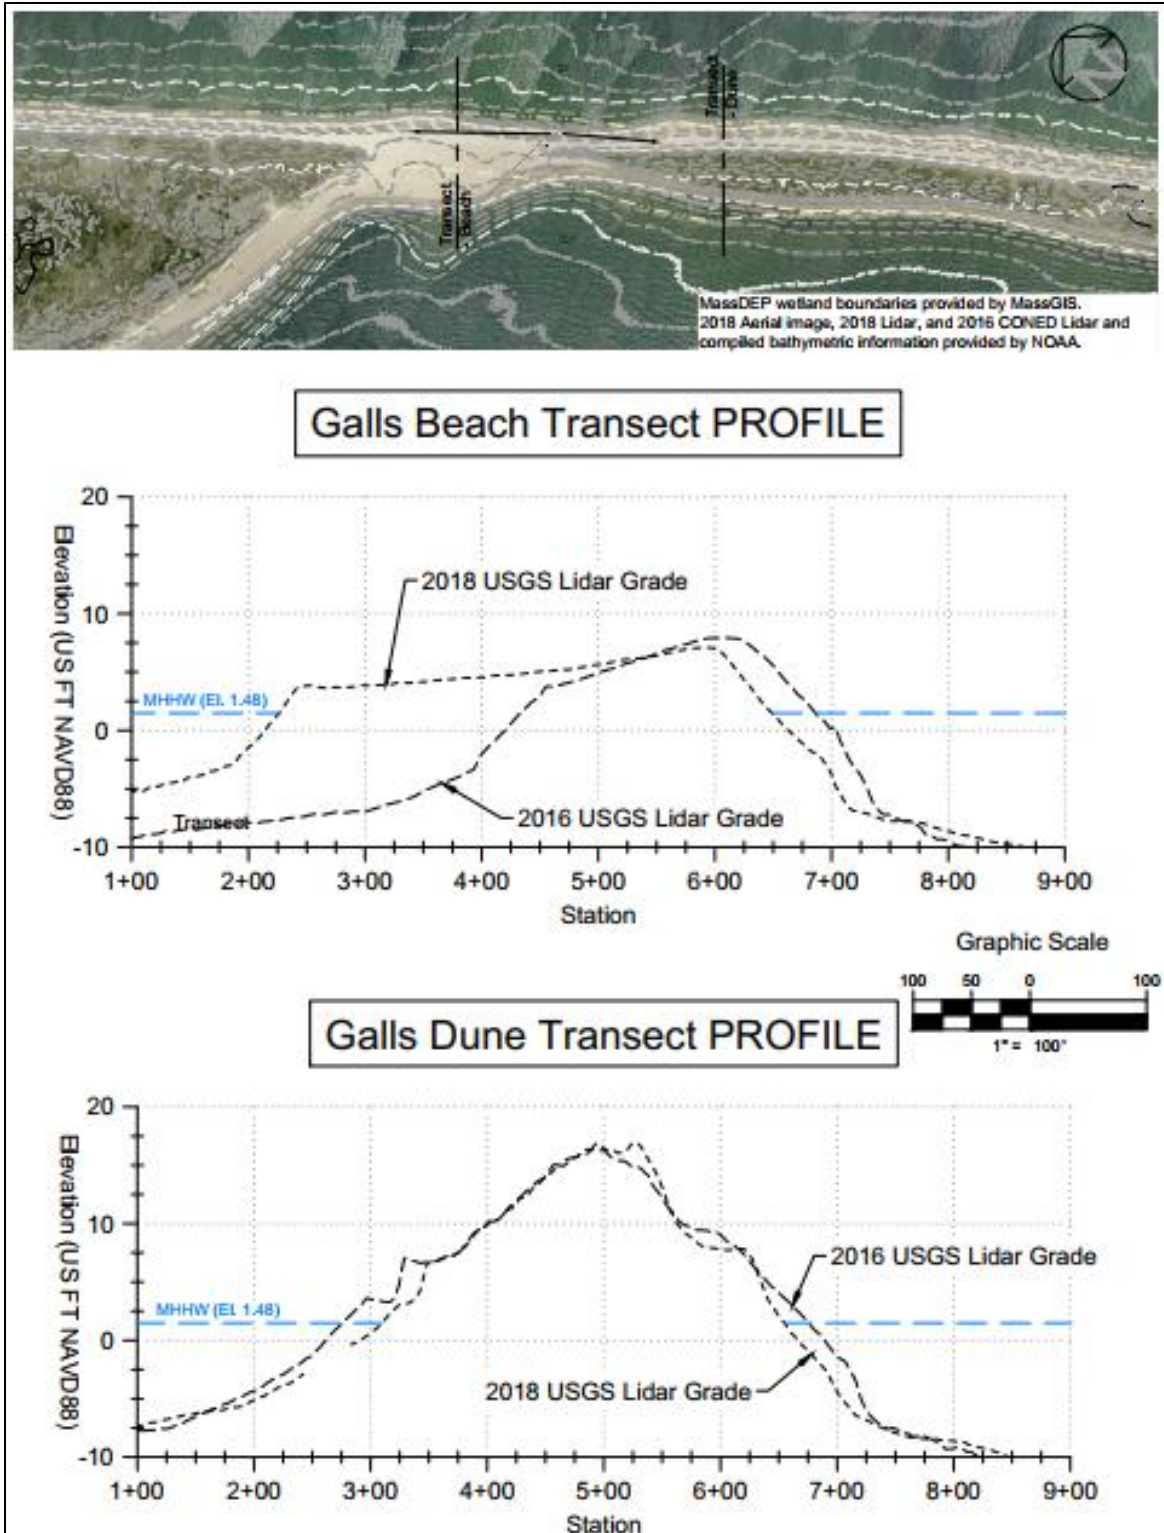 Transect
- Dune
Transect
Beach
N
MassDEP wetland boundaries provided by MassGIS.
2018 Aerial image, 2018 Lidar, and 2016 CONED Lidar and
compiled bathymetric information provided by NOAA.
Galls Beach Transect PROFILE
Elevation (US FT NAVD88)
20
10
0
-10
2018 USGS Lidar Grade
MHHW (El. 1.48)
2016 USGS Lidar Grade
Transect
1+00 2+00 3+00 4+00 5+00 6+00 7+00 8+00 9+00
Station
Graphic Scale
100 50 0 100
1" = 100'
Galls Dune Transect PROFILE
Elevation (US FT NAVD88)
20
10
0
-10
2016 USGS Lidar Grade
MHHW (El. 1.48)
2018 USGS Lidar Grade
1+00 2+00 3+00 4+00 5+00 6+00 7+00 8+00 9+00
Station